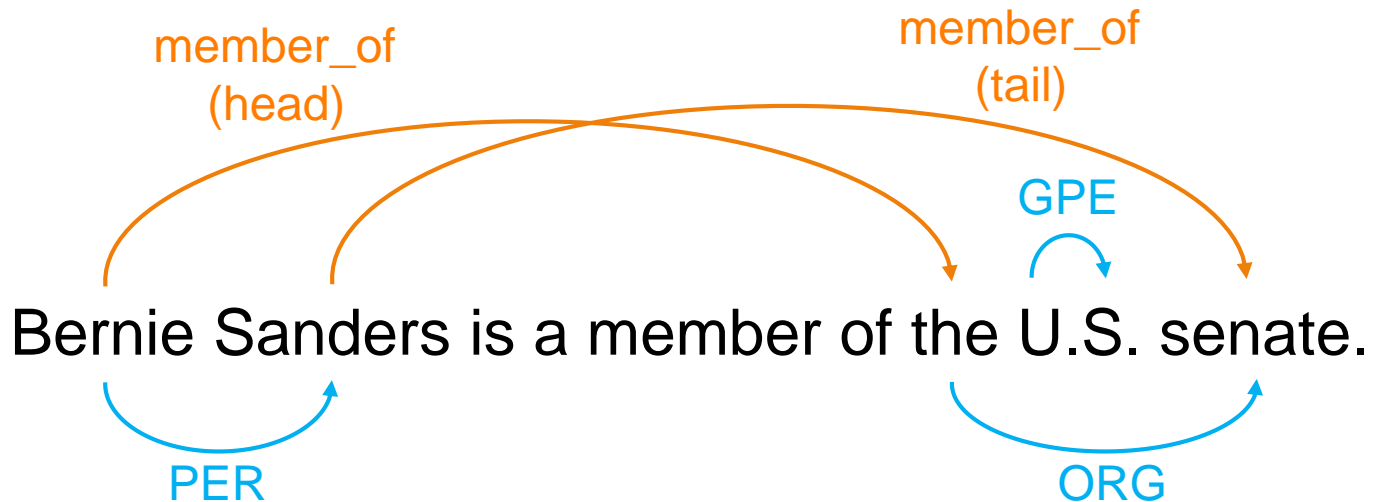 member_of
(head)
member_of
(tail)
GPE
Bernie Sanders is a member of the U.S. senate.
PER
ORG